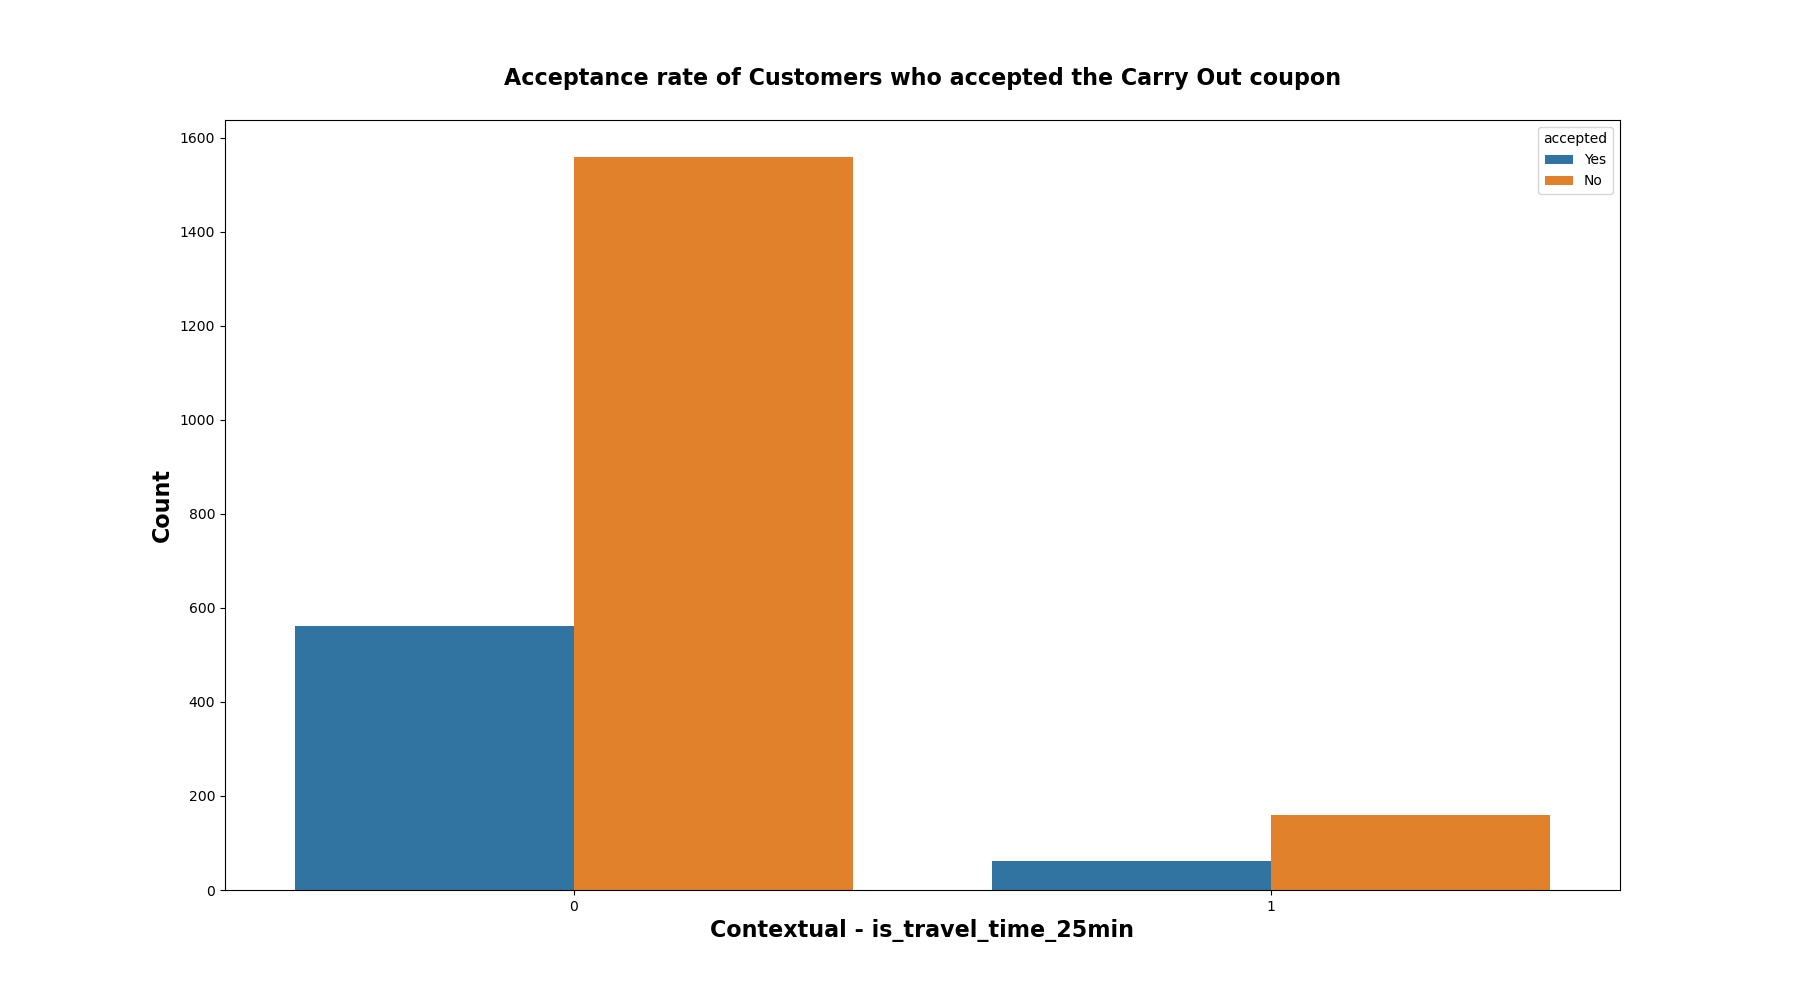 Acceptance rate of Customers who accepted the Carry Out coupon
accepted
Yes
No
1600
1400
1200
1000
800
600
400
200
0
Count
0
1
Contextual - is_travel_time_25min